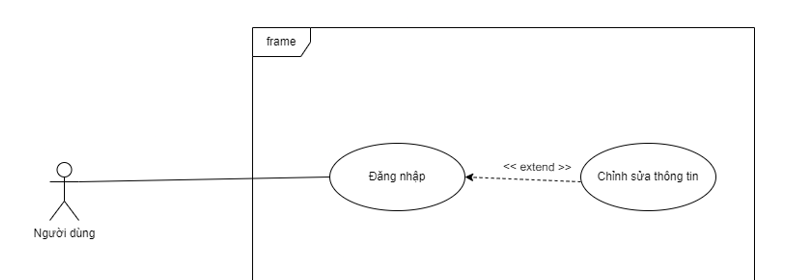 frame
<< extend >>
Đăng nhập
Chỉnh sửa thông tin
Người dùng